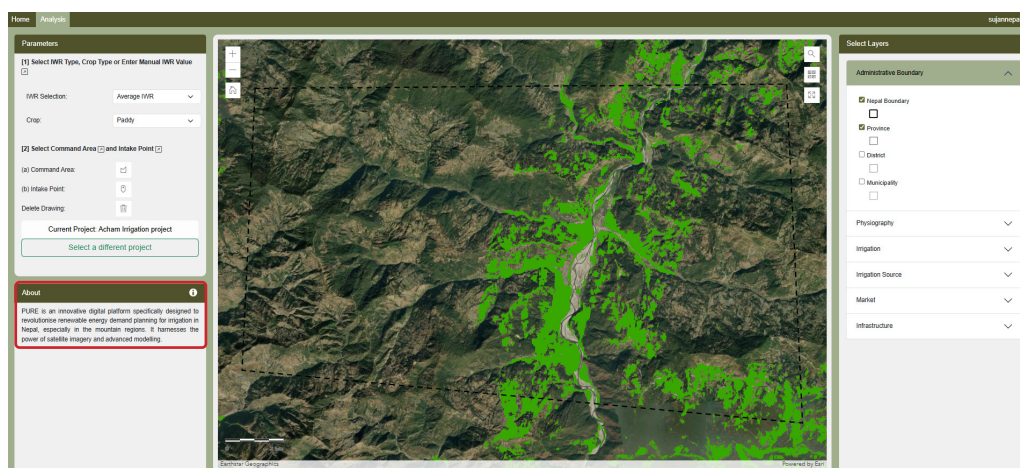 Home Analysis sujannepal
Parameters
[1] Select IWR Type, Crop Type or Enter Manual IWR Value
IWR Selection: Average IWR
Crop: Paddy
[2] Select Command Area and Intake Point
(a) Command Area:
(b) Intake Point:
Delete Drawing:
Current Project: Acham Irrigation project
Select a different project
About
PURE is an innovative digital platform specifically designed to
revolutionise renewable energy demand planning for irrigation in
Nepal, especially in the mountain regions. It harnesses the
power of satellite imagery and advanced modelling.
Earthstar Geographics Powered by Esri
Select Layers
Administrative Boundary
Nepal Boundary
Province
District
Municipality
Physiography
Irrigation
Irrigation Source
Market
Infrastructure